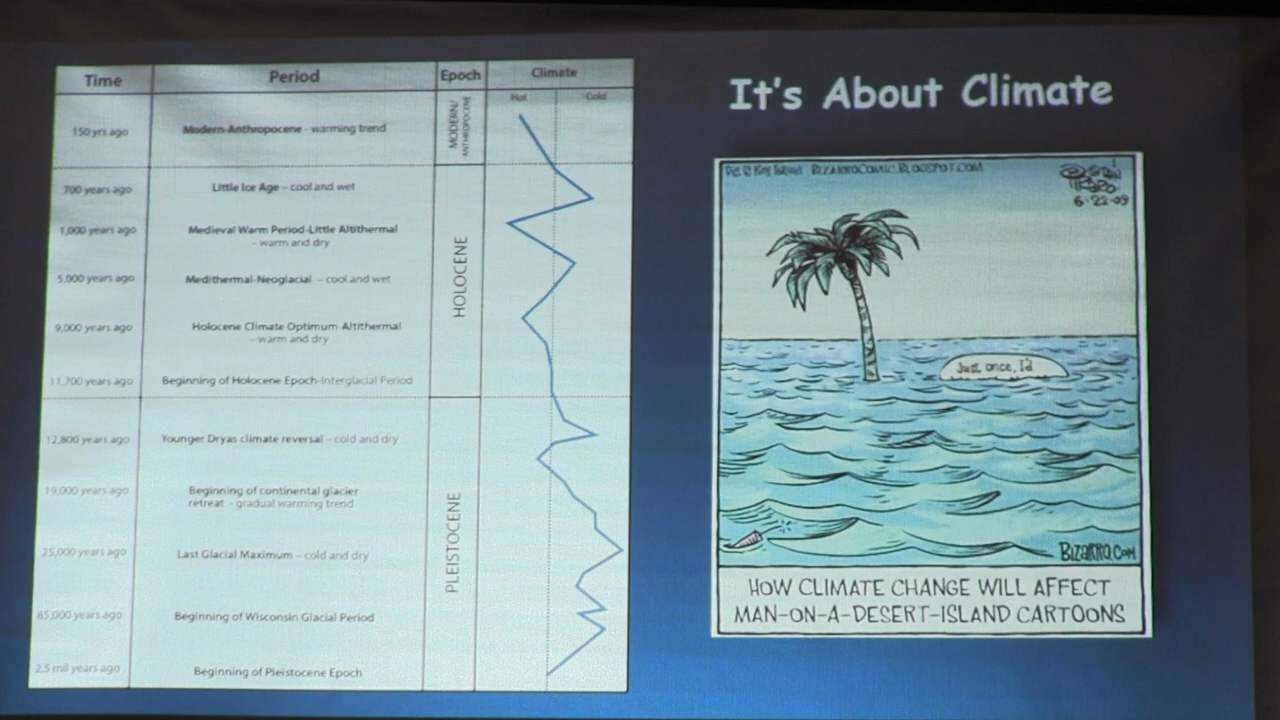 Time Period Epoch Climate
Hot Cold
150 yrs ago Modern-Anthropocene - warming trend
MODERN/
ANTHROPOCENE
700 years ago Little Ice Age – cool and wet
1,000 years ago Medieval Warm Period-Little Altithermal
– warm and dry
5,000 years ago Medithermal-Neoglacial – cool and wet
HOLOCENE
9,000 years ago Holocene Climate Optimum-Altithermal
– warm and dry
11,700 years ago Beginning of Holocene Epoch-Interglacial Period
12,800 years ago Younger Dryas climate reversal – cold and dry
19,000 years ago Beginning of continental glacier
retreat - gradual warming trend
PLEISTOCENE
25,000 years ago Last Glacial Maximum – cold and dry
85,000 years ago Beginning of Wisconsin Glacial Period
2.5 mil years ago Beginning of Pleistocene Epoch
It's About Climate
BIZARROCOMIC.BLOGSPOT.COM
6-22-09
Just once, I'd
BIZARRO.COM
HOW CLIMATE CHANGE WILL AFFECT
MAN-ON-A-DESERT-ISLAND CARTOONS